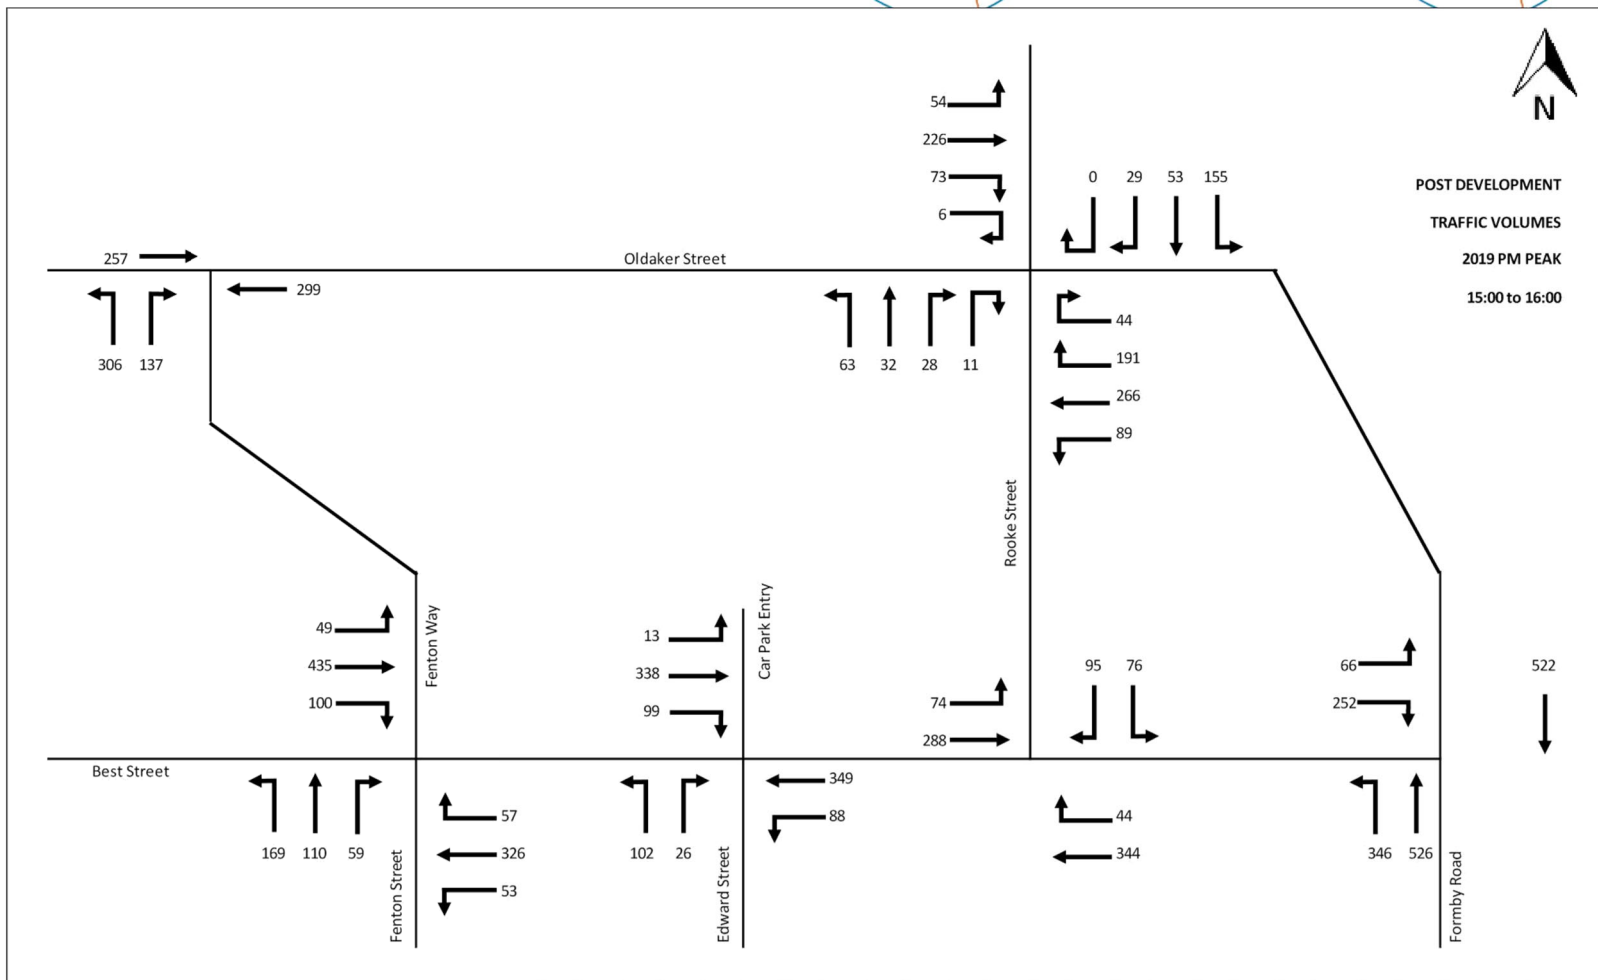 54
226
73
6
0 29 53 155
N
POST DEVELOPMENT
TRAFFIC VOLUMES
2019 PM PEAK
15:00 to 16:00
257
Oldaker Street
299
306 137
63 32 28 11
44
191
266
89
Rooke Street
49
435
100
Fenton Way
13
338
99
Car Park Entry
74
288
95 76
66
252
522
Best Street
169 110 59
57
326
53
Fenton Street
102 26
349
88
Edward Street
44
344
346 526
Formby Road